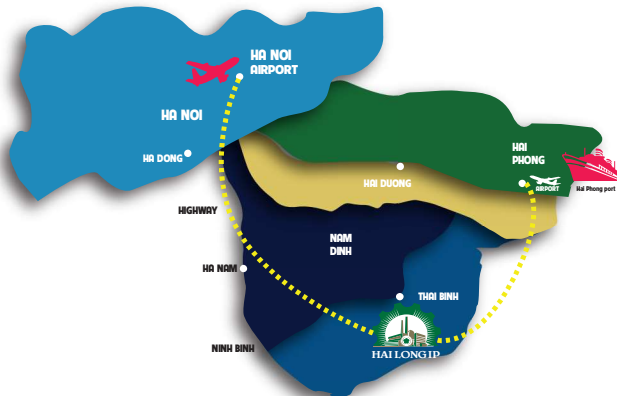 HA NOI
AIRPORT
HA NOI
HA DONG
HAI
PHONG
AIRPORT
Hai Phong port
HAI DUONG
HIGHWAY
NAM
DINH
HA NAM
THAI BINH
NINH BINH
HAI LONG IP